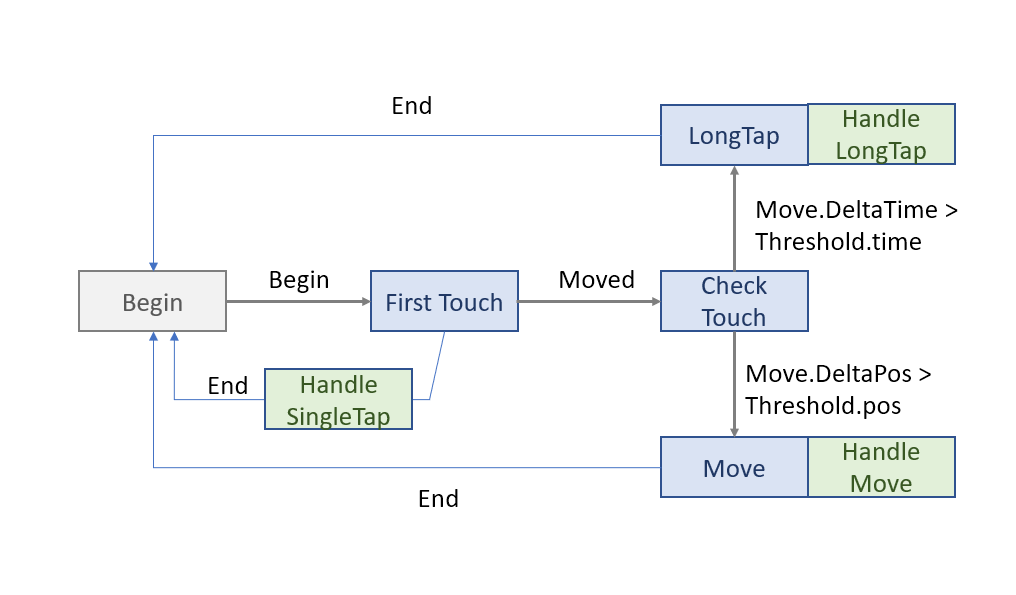 End
LongTap
Handle
LongTap
Move.DeltaTime >
Threshold.time
Begin
Begin
First Touch
Moved
Check
Touch
End
Handle
SingleTap
Move.DeltaPos >
Threshold.pos
Move
Handle
Move
End